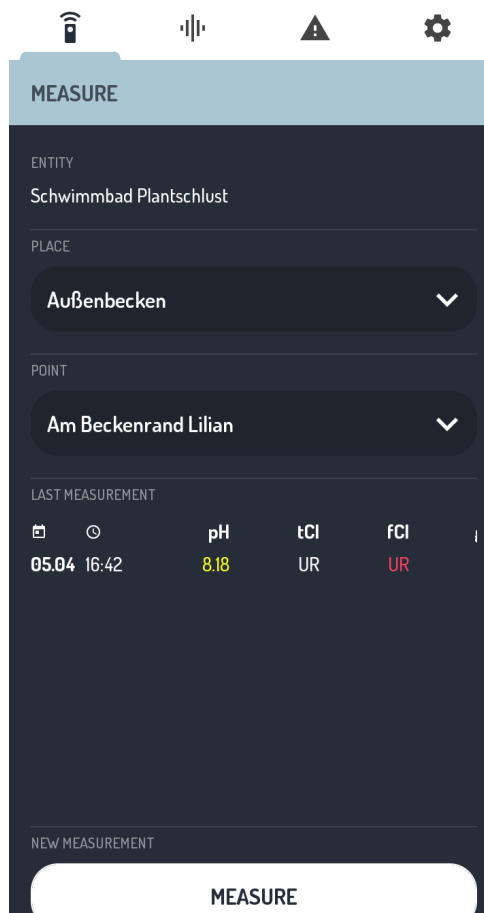 MEASURE
ENTITY
Schwimmbad Plantschlust
PLACE
Außenbecken
POINT
Am Beckenrand Lilian
LAST MEASUREMENT
pH tCl fCl
05.04 16:42 8.18 UR UR
NEW MEASUREMENT
MEASURE